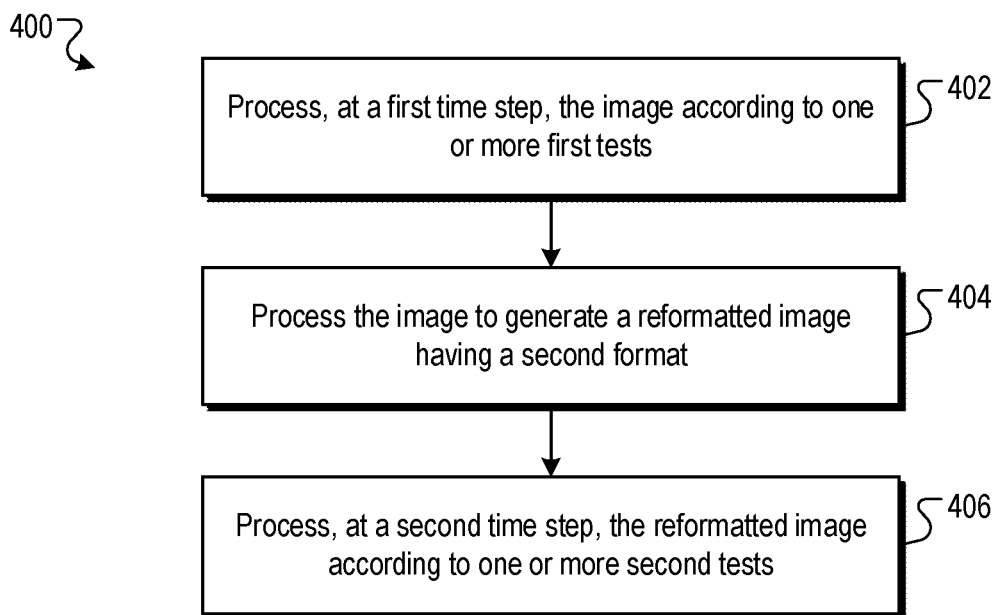 400
Process, at a first time step, the image according to one
or more first tests
402
Process the image to generate a reformatted image
having a second format
404
Process, at a second time step, the reformatted image
according to one or more second tests
406